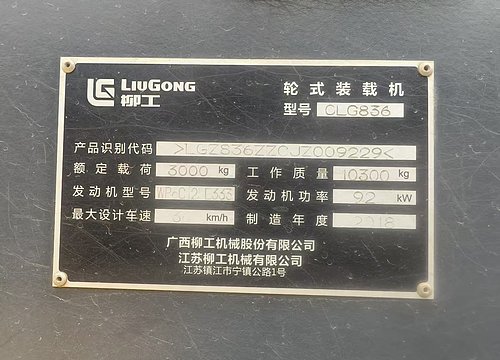 LIUGONG
柳工
轮式装载机
型号 CLG836
产品识别代码 >LGZ836ZZCJZ009229<
额定载荷 3000 kg 工作质量 10300 kg
发动机型号 发动机功率 92 kW
最大设计车速 km/h 制造年度 2018
广西柳工机械股份有限公司
江苏柳工机械有限公司
江苏镇江市宁镇公路1号